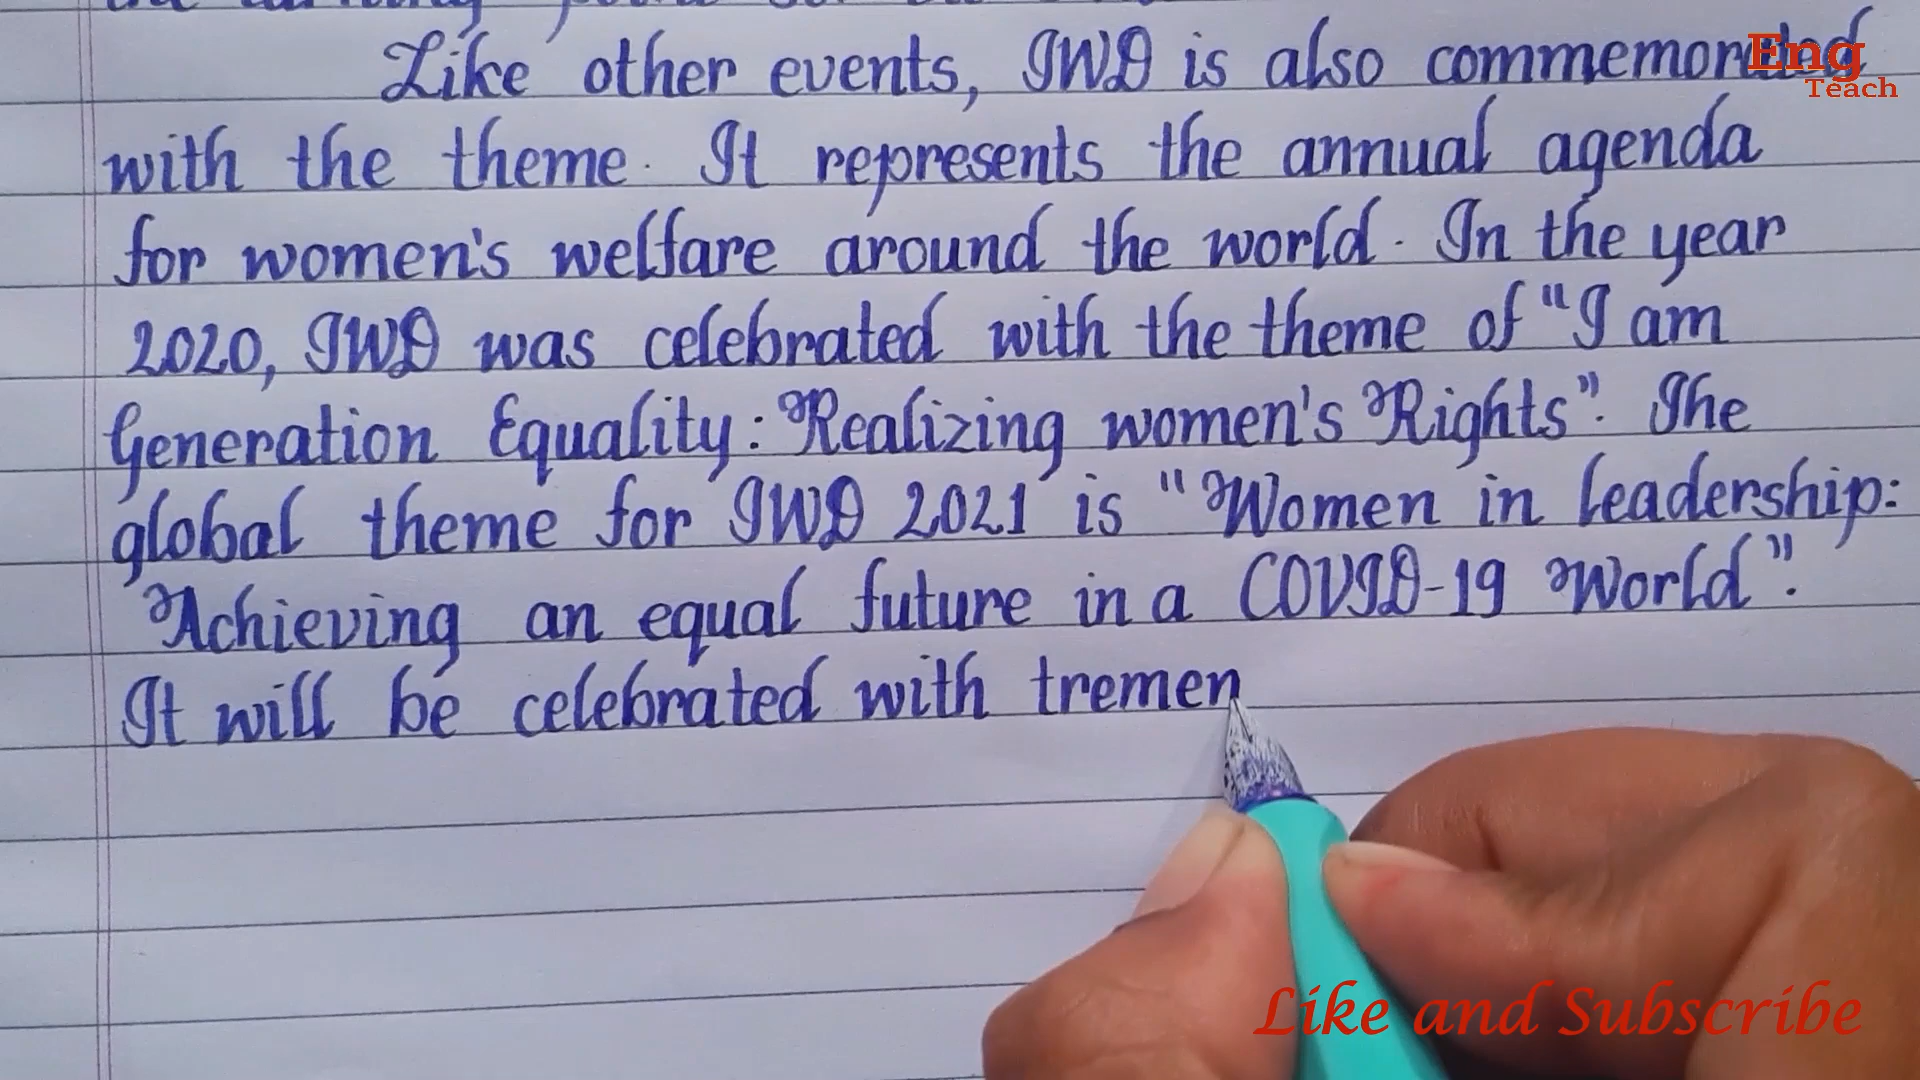 Like other events, IWD is also commemorated
Eng
Teach
with the theme. It represents the annual agenda
for women's welfare around the world. In the year
2020, IWD was celebrated with the theme of "I am
Generation Equality: Realizing women's Rights". The
global theme for IWD 2021 is "Women in leadership:
Achieving an equal future in a COVID-19 World".
It will be celebrated with tremen
Like and Subscribe